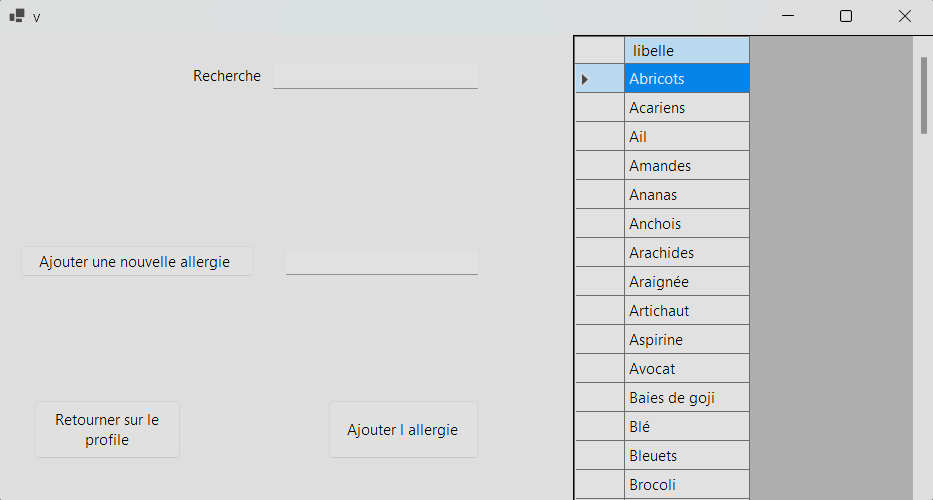 v
Recherche
Ajouter une nouvelle allergie
Retourner sur le
profile
Ajouter l allergie
libelle
Abricots
Acariens
Ail
Amandes
Ananas
Anchois
Arachides
Araignée
Artichaut
Aspirine
Avocat
Baies de goji
Blé
Bleuets
Brocoli